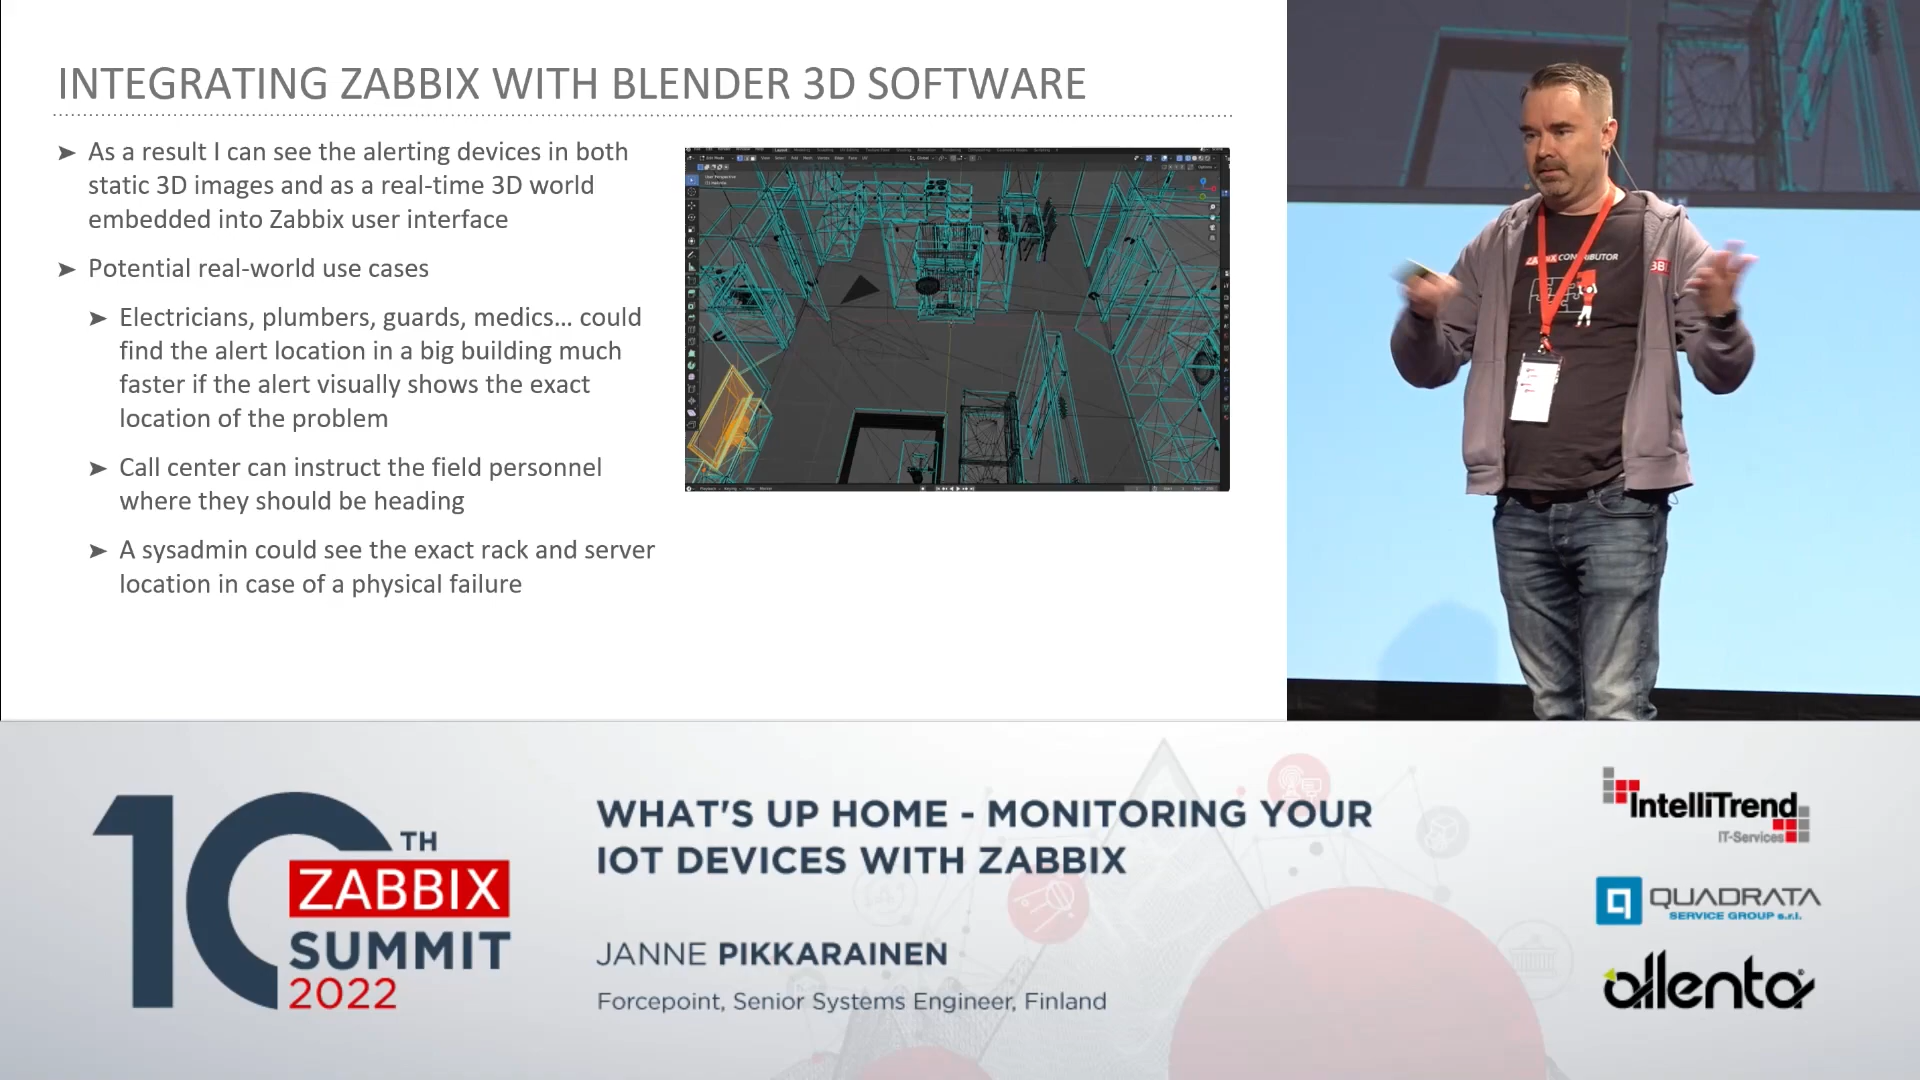 INTEGRATING ZABBIX WITH BLENDER 3D SOFTWARE
➤ As a result I can see the alerting devices in both
static 3D images and as a real-time 3D world
embedded into Zabbix user interface
➤ Potential real-world use cases
➤ Electricians, plumbers, guards, medics... could
find the alert location in a big building much
faster if the alert visually shows the exact
location of the problem
➤ Call center can instruct the field personnel
where they should be heading
➤ A sysadmin could see the exact rack and server
location in case of a physical failure
ZABBIX CONTRIBUTOR
10TH
ZABBIX
SUMMIT
2022
WHAT'S UP HOME - MONITORING YOUR
IOT DEVICES WITH ZABBIX
JANNE PIKKARAINEN
Forcepoint, Senior Systems Engineer, Finland
IntelliTrend
IT-Services
QUADRATA
SERVICE GROUP s.r.l.
allenta